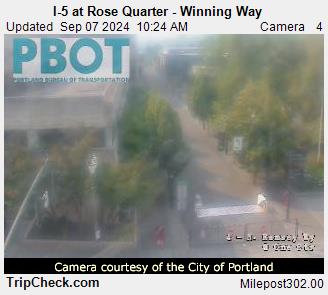 I-5 at Rose Quarter - Winning Way
Updated Sep 07 2024 10:24 AM Camera 4
PBOT
PORTLAND BUREAU OF TRANSPORTATION
Camera courtesy of the City of Portland
TripCheck.com Milepost302.00